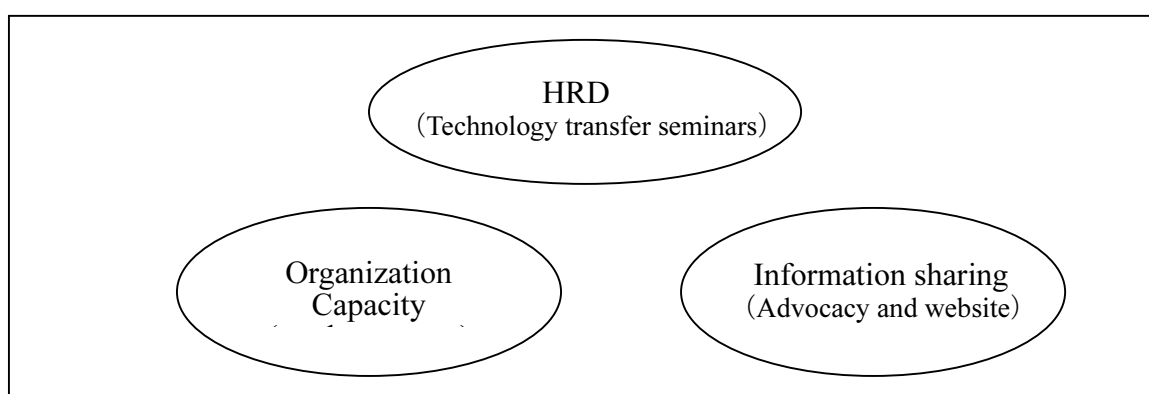 HRD
（Technology transfer seminars）
Organization
Capacity
Information sharing
（Advocacy and website）